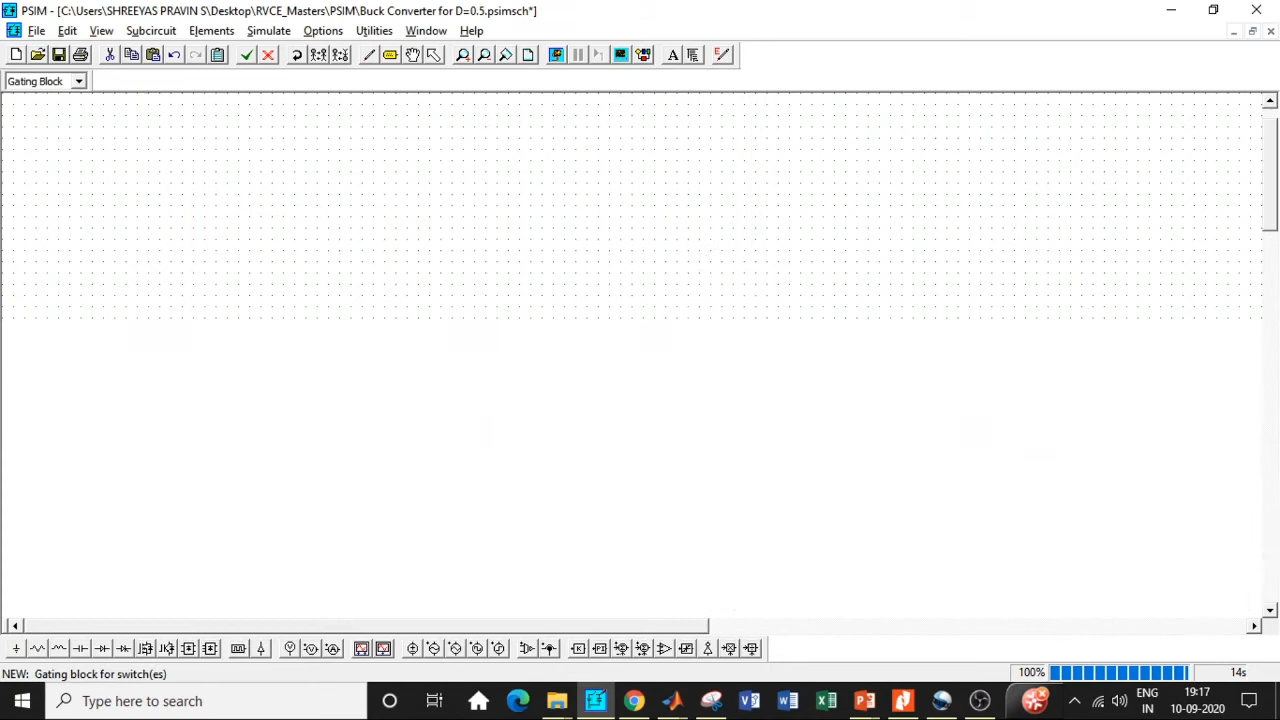 PSIM - [C:\Users\SHREEYAS PRAVIN S\Desktop\RVCE_Masters\PSIM\Buck Converter for D=0.5.psimsch*]
File Edit View Subcircuit Elements Simulate Options Utilities Window Help
Gating Block
NEW: Gating block for switch(es) 100% 14s
Type here to search
ENG 19:17
IN 10-09-2020